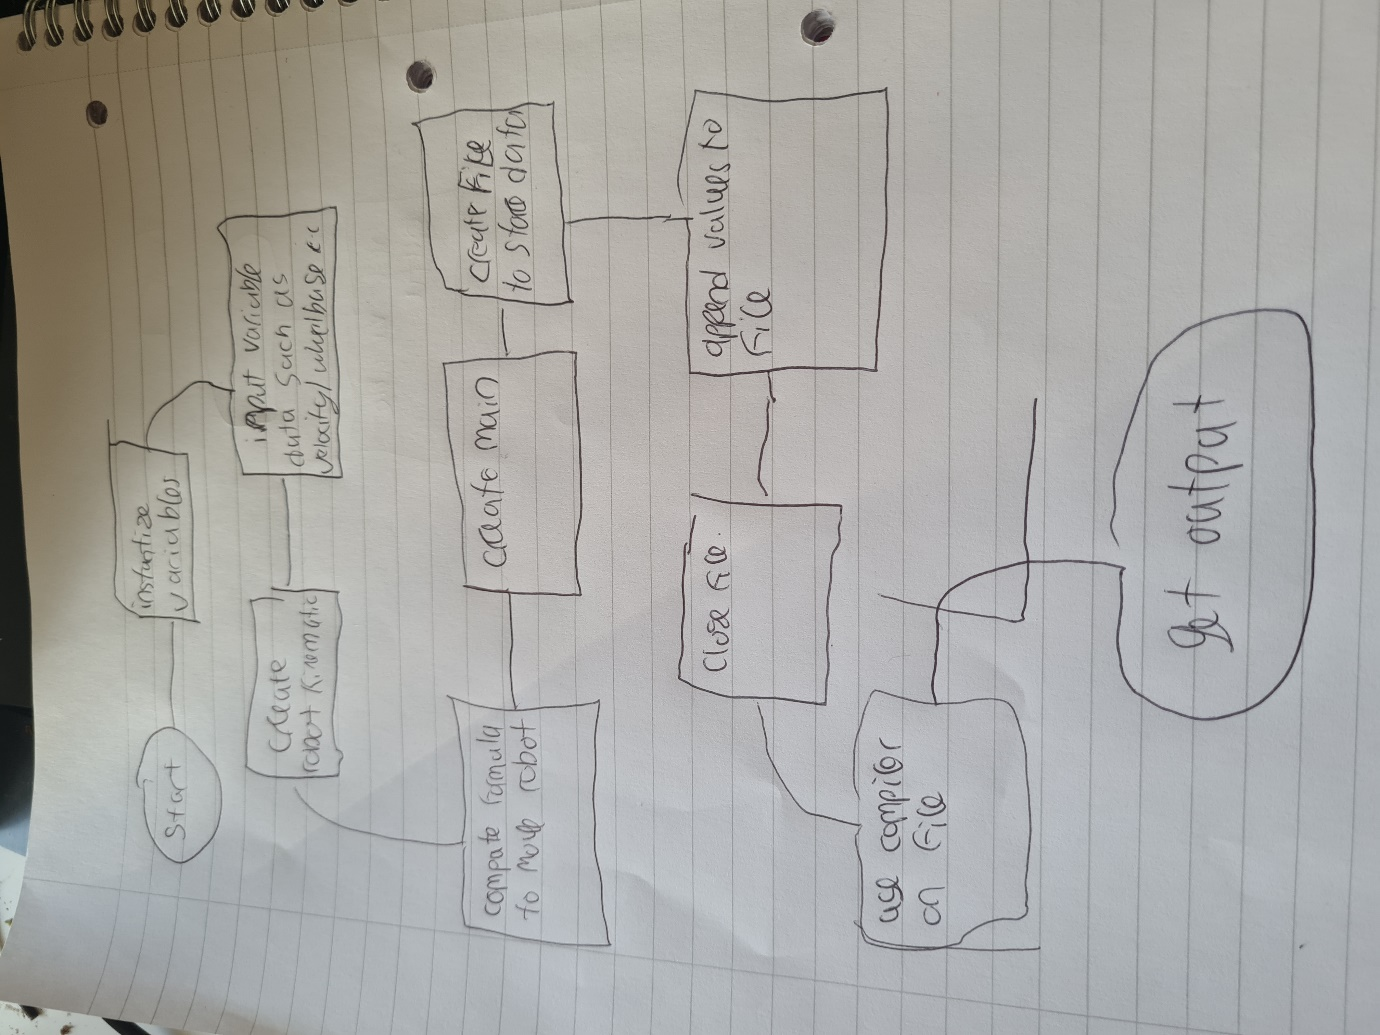 Start
instantize
variables
input variable
data such as
velocity/wheelbase e.c
Create
robot kinematic
compute formula
to move robot
create main
create file
to store data
append values to
file
Close file.
use compiler
on file
get output